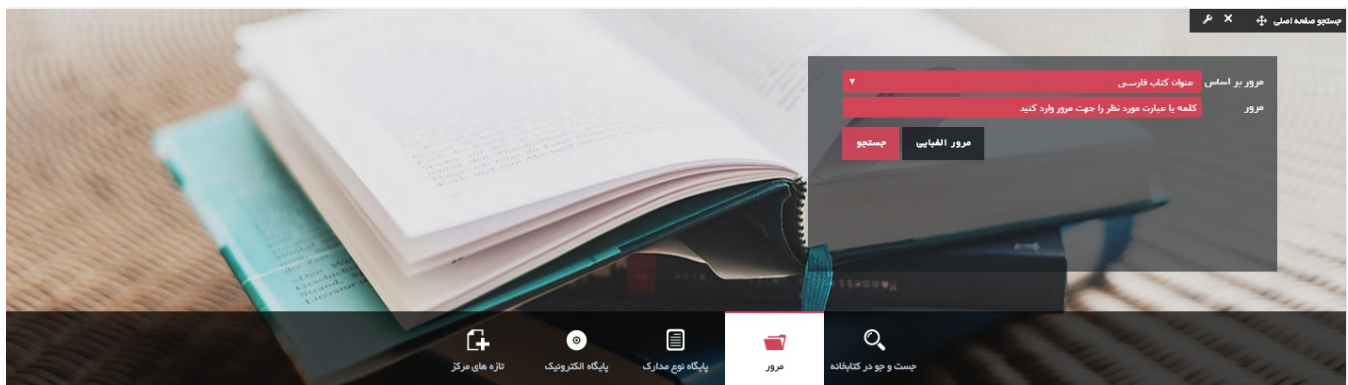 جستجو صفحه اصلی
مرور بر اساس
عنوان کتاب فارسی
مرور
کلمه یا عبارت مورد نظر را جهت مرور وارد کنید
مرور الفبایی
جستجو
جست و جو در کتابخانه
مرور
پایگاه نوع مدارک
پایگاه الکترونیک
تازه های مرکز